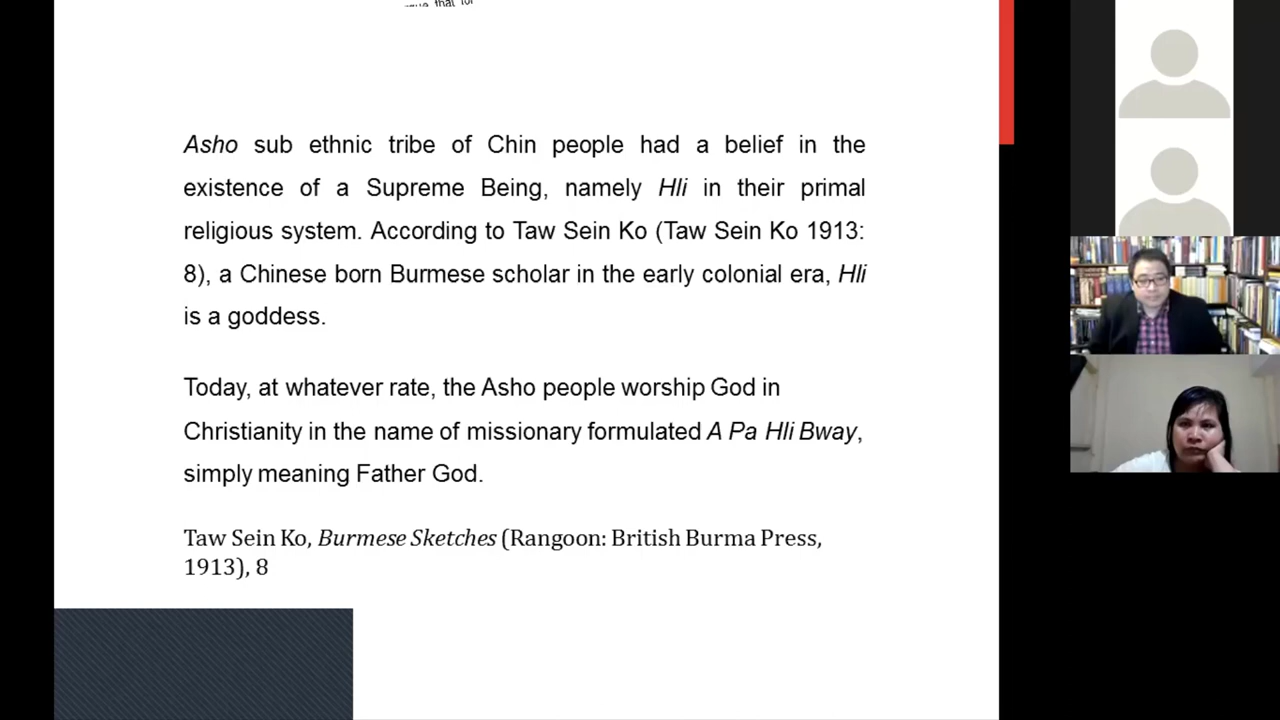 that for
Asho sub ethnic tribe of Chin people had a belief in the
existence of a Supreme Being, namely Hli in their primal
religious system. According to Taw Sein Ko (Taw Sein Ko 1913:
8), a Chinese born Burmese scholar in the early colonial era, Hli
is a goddess.
Today, at whatever rate, the Asho people worship God in
Christianity in the name of missionary formulated A Pa Hli Bway,
simply meaning Father God.
Taw Sein Ko, Burmese Sketches (Rangoon: British Burma Press,
1913), 8